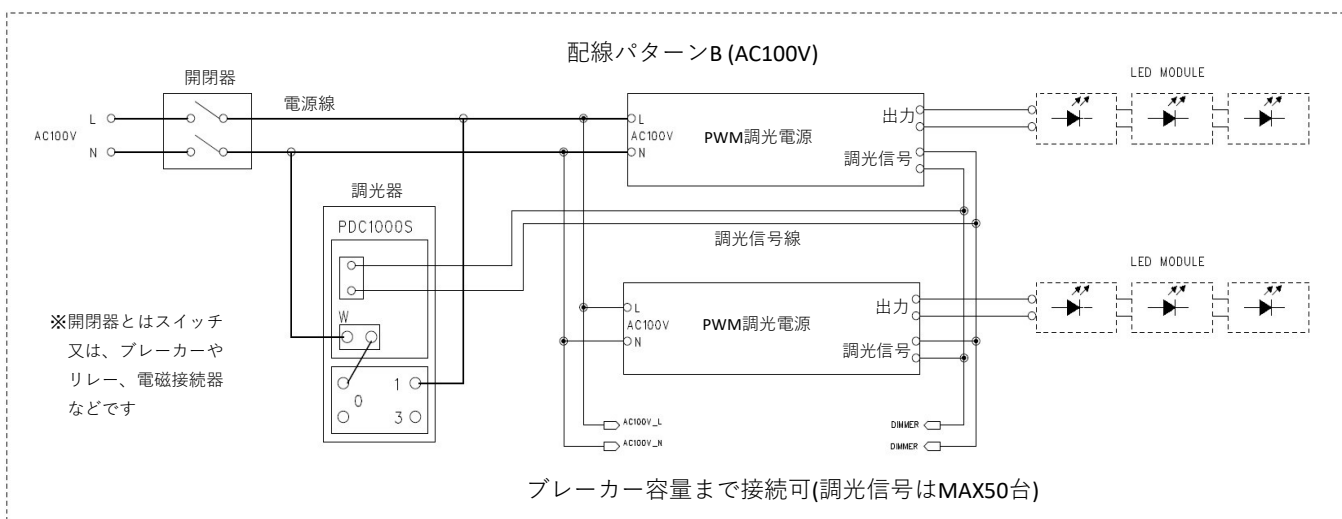 配線パターンB (AC100V)
開閉器
電源線
L
AC100V
N
調光器
PDC1000S
W
1
0
3
※開閉器とはスイッチ
又は、ブレーカーや
リレー、電磁接続器
などです
L
AC100V
N
PWM調光電源
出力
調光信号
LED MODULE
調光信号線
L
AC100V
N
PWM調光電源
出力
調光信号
LED MODULE
AC100V_L
AC100V_N
DIMMER
DIMMER
ブレーカー容量まで接続可(調光信号はMAX50台)